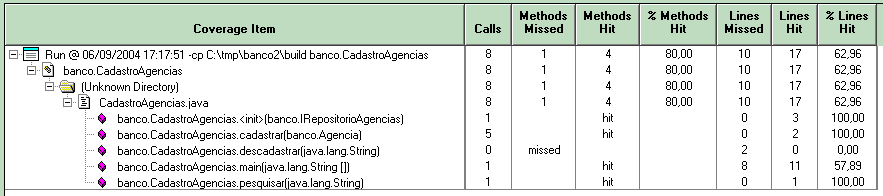 Coverage Item Calls Methods Missed Methods Hit % Methods Hit Lines Missed Lines Hit % Lines Hit
Run @ 06/09/2004 17:17:51 -cp C:\tmp\banco2\build banco.CadastroAgencias 8 1 4 80,00 10 17 62,96
banco.CadastroAgencias 8 1 4 80,00 10 17 62,96
(Unknown Directory) 8 1 4 80,00 10 17 62,96
CadastroAgencias.java 8 1 4 80,00 10 17 62,96
banco.CadastroAgencias.<init>(banco.IRepositorioAgencias) 1 hit 0 3 100,00
banco.CadastroAgencias.cadastrar(banco.Agencia) 5 hit 0 2 100,00
banco.CadastroAgencias.descadastrar(java.lang.String) 0 missed 2 0 0,00
banco.CadastroAgencias.main(java.lang.String []) 1 hit 8 11 57,89
banco.CadastroAgencias.pesquisar(java.lang.String) 1 hit 0 1 100,00